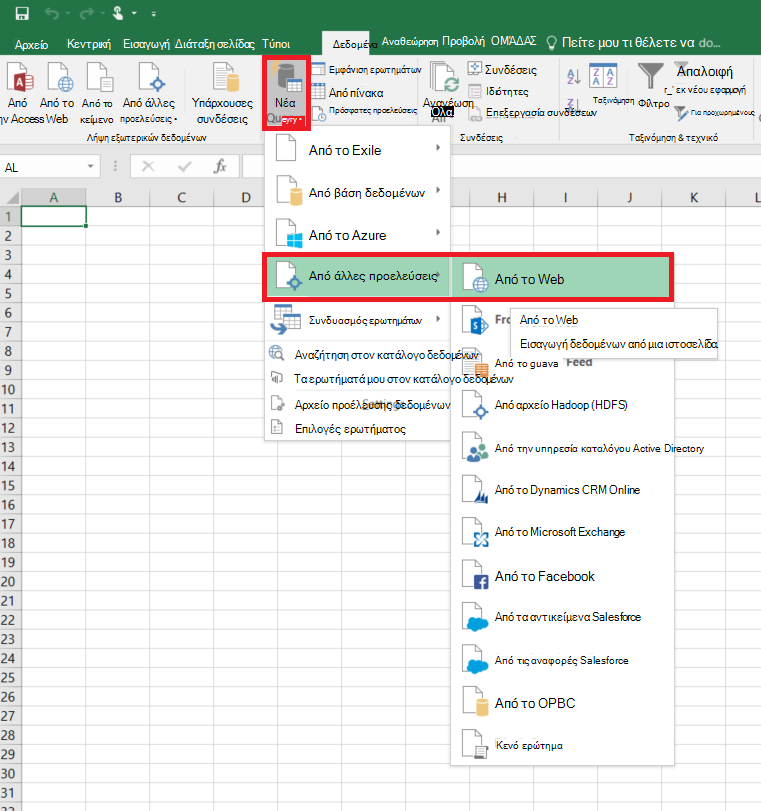 Αρχείο Κεντρική Εισαγωγή Διάταξη σελίδας Τύποι Δεδομένα Αναθεώρηση Προβολή ΟΜΆΔΑΣ Πείτε μου τι θέλετε να do...
Από
ην Access
Από το
Web
Από το
κείμενο
Από άλλες
προελεύσεις
Υπάρχουσες
συνδέσεις
Λήψη εξωτερικών δεδομένων
Νέα
Query
Εμφάνιση ερωτημάτων
Από πίνακα
Πρόσφατες προελεύσεις
Ανανέωση
Όλα
Συνδέσεις
Ιδιότητες
Επεξεργασία συνδέσεων
Συνδέσεις
Ταξινόμηση
Φίλτρο
Απαλοιφή
εκ νέου εφαρμογή
Για προχωρημένους
Ταξινόμηση & τεχνικό
AL
fx
A B C D H I J K L
1
2
3
4
5
6
7
8
9
10
11
12
13
14
15
16
17
18
19
20
21
22
23
24
25
26
27
28
29
30
31
Από το Exile
Από βάση δεδομένων
Από το Azure
Από άλλες προελεύσεις
Συνδυασμός ερωτημάτων
Αναζήτηση στον κατάλογο δεδομένων
Τα ερωτήματά μου στον κατάλογο δεδομένων
Αρχείο προέλευσης δεδομένων
Επιλογές ερωτήματος
Από το Web
Από το Web
Εισαγωγή δεδομένων από μια ιστοσελίδα
Από το guava Feed
Από αρχείο Hadoop (HDFS)
Από την υπηρεσία καταλόγου Active Directory
Από το Dynamics CRM Online
Από το Microsoft Exchange
Από το Facebook
Από τα αντικείμενα Salesforce
Από τις αναφορές Salesforce
Από το OPBC
Κενό ερώτημα